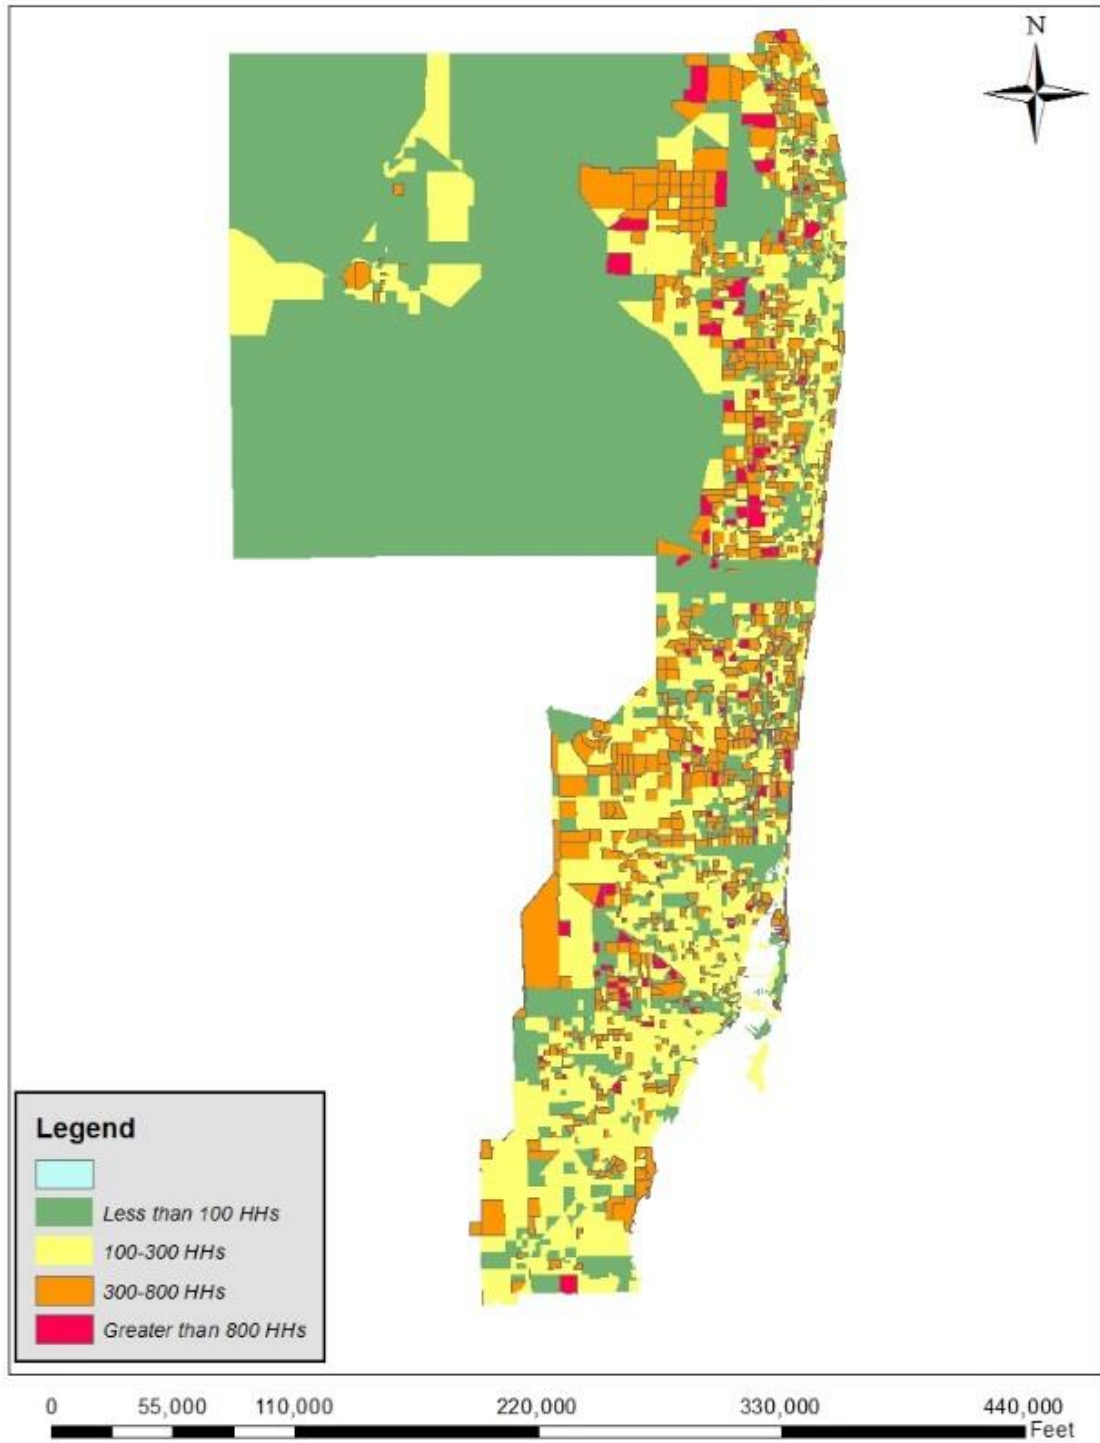 N
Legend
Less than 100 HHs
100-300 HHs
300-800 HHs
Greater than 800 HHs
0 55,000 110,000 220,000 330,000 440,000
Feet